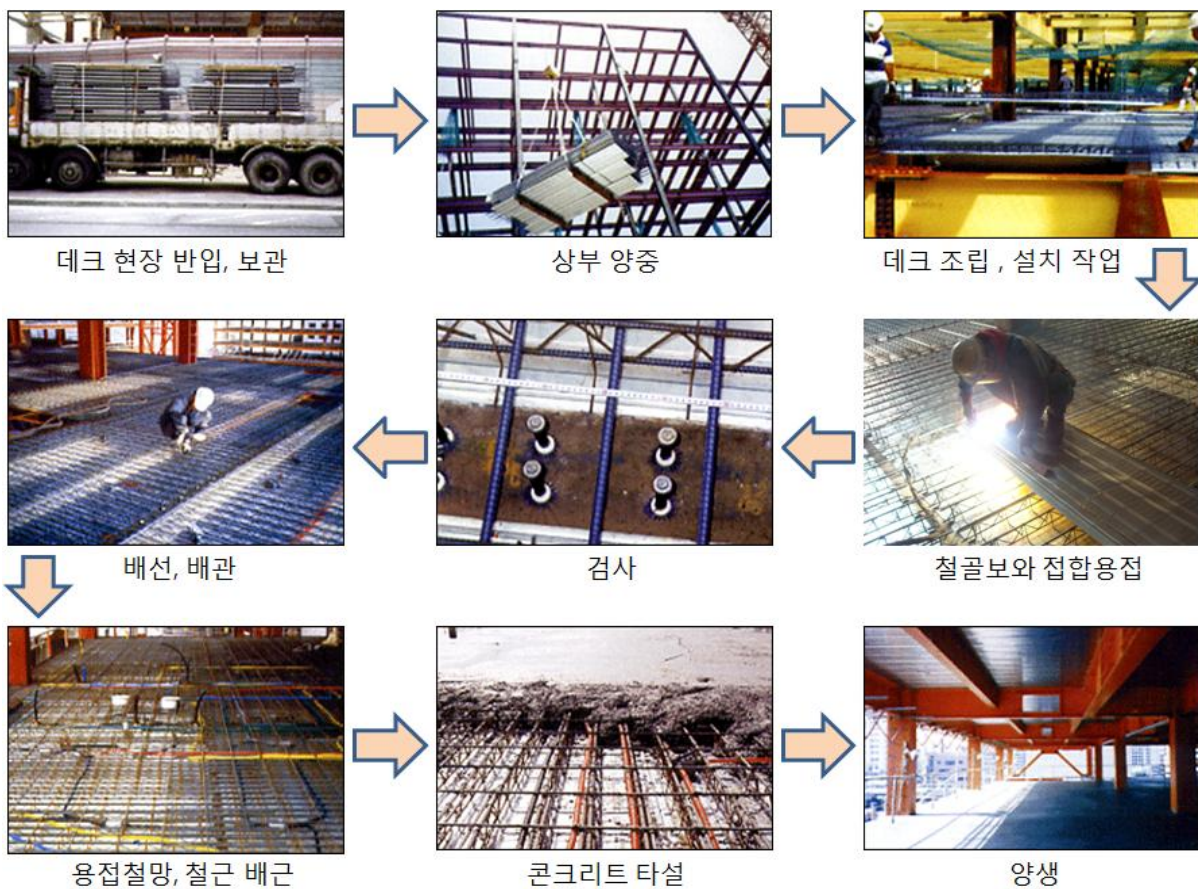 데크 현장 반입, 보관
상부 양중
데크 조립 , 설치 작업
철골보와 접합용접
검사
배선, 배관
용접철망, 철근 배근
콘크리트 타설
양생